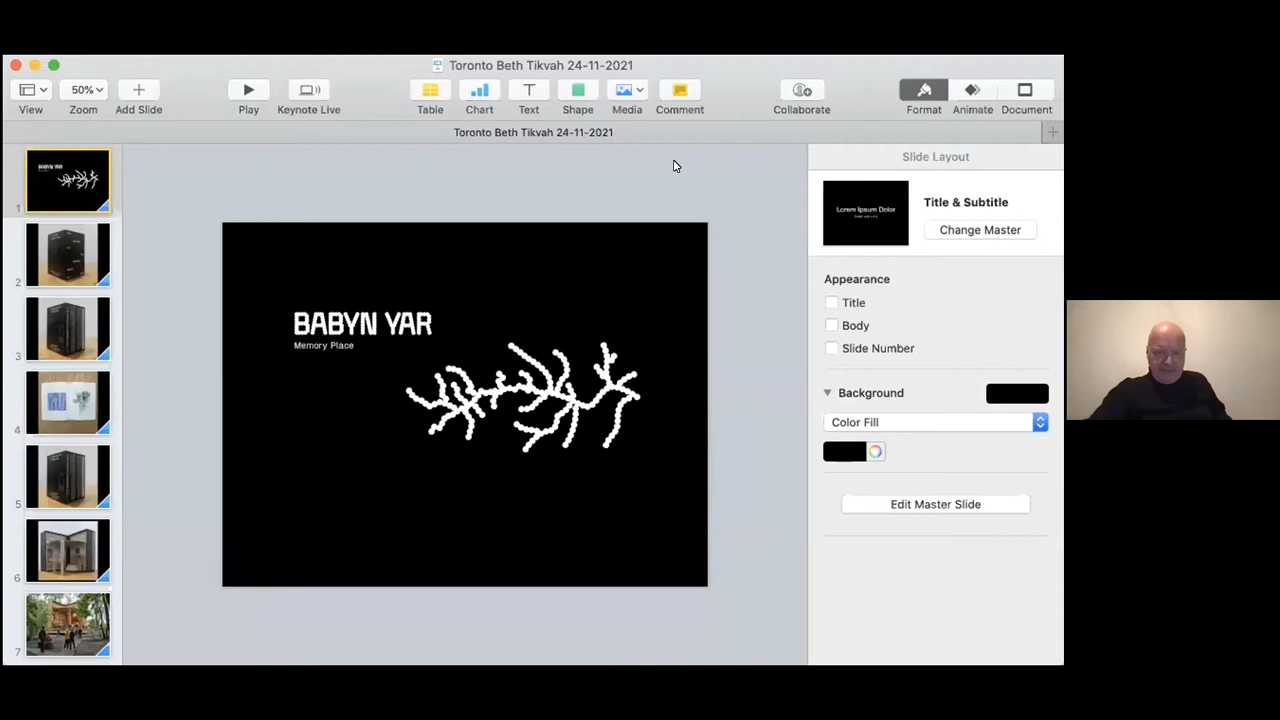 Toronto Beth Tikvah 24-11-2021
50%
View
Zoom
Add Slide
Play
Keynote Live
Table
Chart
Text
Shape
Media
Comment
Collaborate
Format
Animate
Document
Toronto Beth Tikvah 24-11-2021
1
2
3
4
5
6
7
BABYN YAR
BABYN YAR
Memory Place
Slide Layout
Lorem Ipsum Dolor
Title & Subtitle
Change Master
Appearance
Title
Body
Slide Number
Background
Color Fill
Edit Master Slide